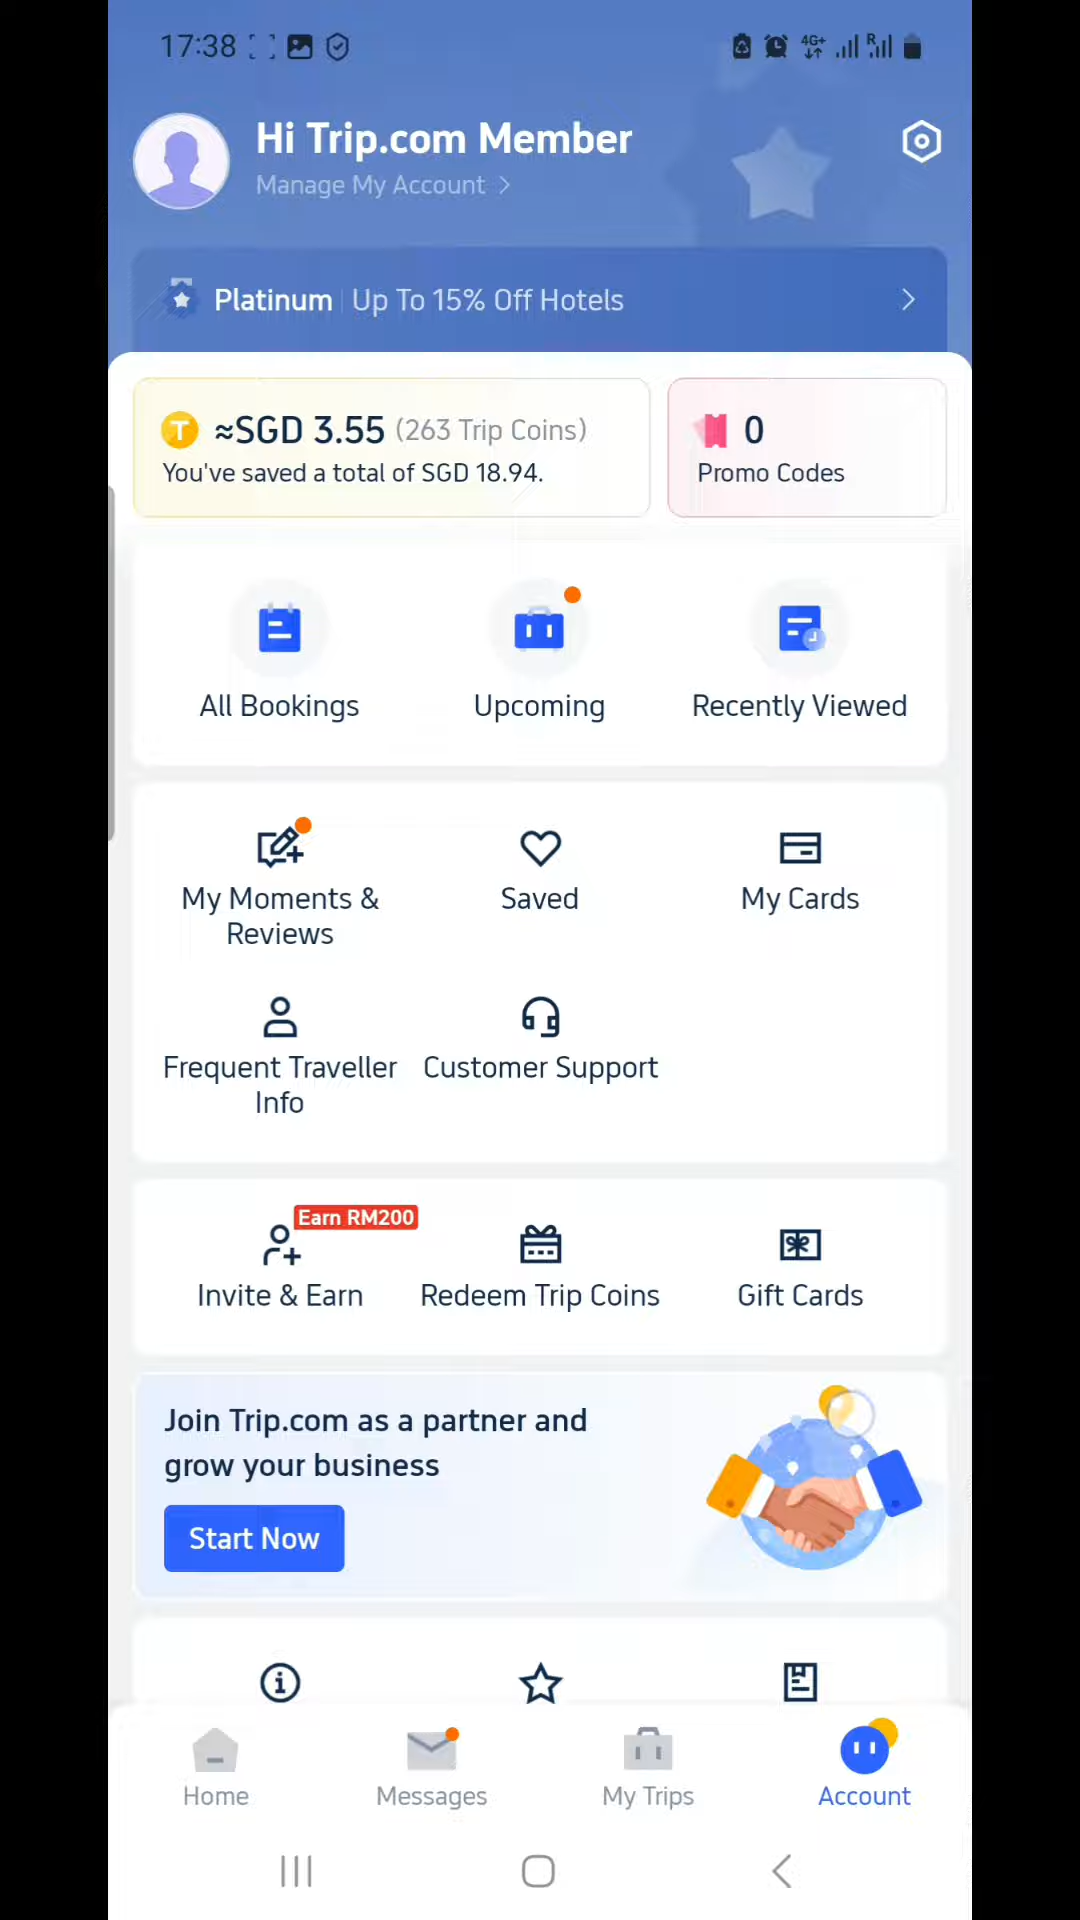 17:38
4G+
R
Hi Trip.com Member
Manage My Account
Platinum Up To 15% Off Hotels
T ≈SGD 3.55 (263 Trip Coins)
You've saved a total of SGD 18.94.
0
Promo Codes
All Bookings
Upcoming
Recently Viewed
My Moments &
Reviews
Saved
My Cards
Frequent Traveller
Info
Customer Support
Earn RM200
Invite & Earn
Redeem Trip Coins
Gift Cards
Join Trip.com as a partner and
grow your business
Start Now
Home
Messages
My Trips
Account